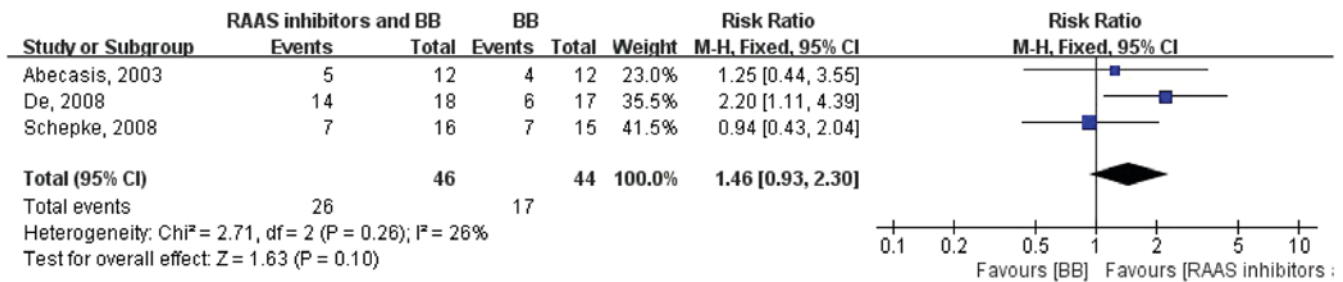 RAAS inhibitors and BB BB Risk Ratio Risk Ratio
Study or Subgroup Events Total Events Total Weight M-H, Fixed, 95% CI M-H, Fixed, 95% CI
Abecasis, 2003 5 12 4 12 23.0% 1.25 [0.44, 3.55]
De, 2008 14 18 6 17 35.5% 2.20 [1.11, 4.39]
Schepke, 2008 7 16 7 15 41.5% 0.94 [0.43, 2.04]
Total (95% CI) 46 44 100.0% 1.46 [0.93, 2.30]
Total events 26 17
Heterogeneity: Chi² = 2.71, df = 2 (P = 0.26); I² = 26%
Test for overall effect: Z = 1.63 (P = 0.10)
0.1 0.2 0.5 1 2 5 10
Favours [BB] Favours [RAAS inhibitors